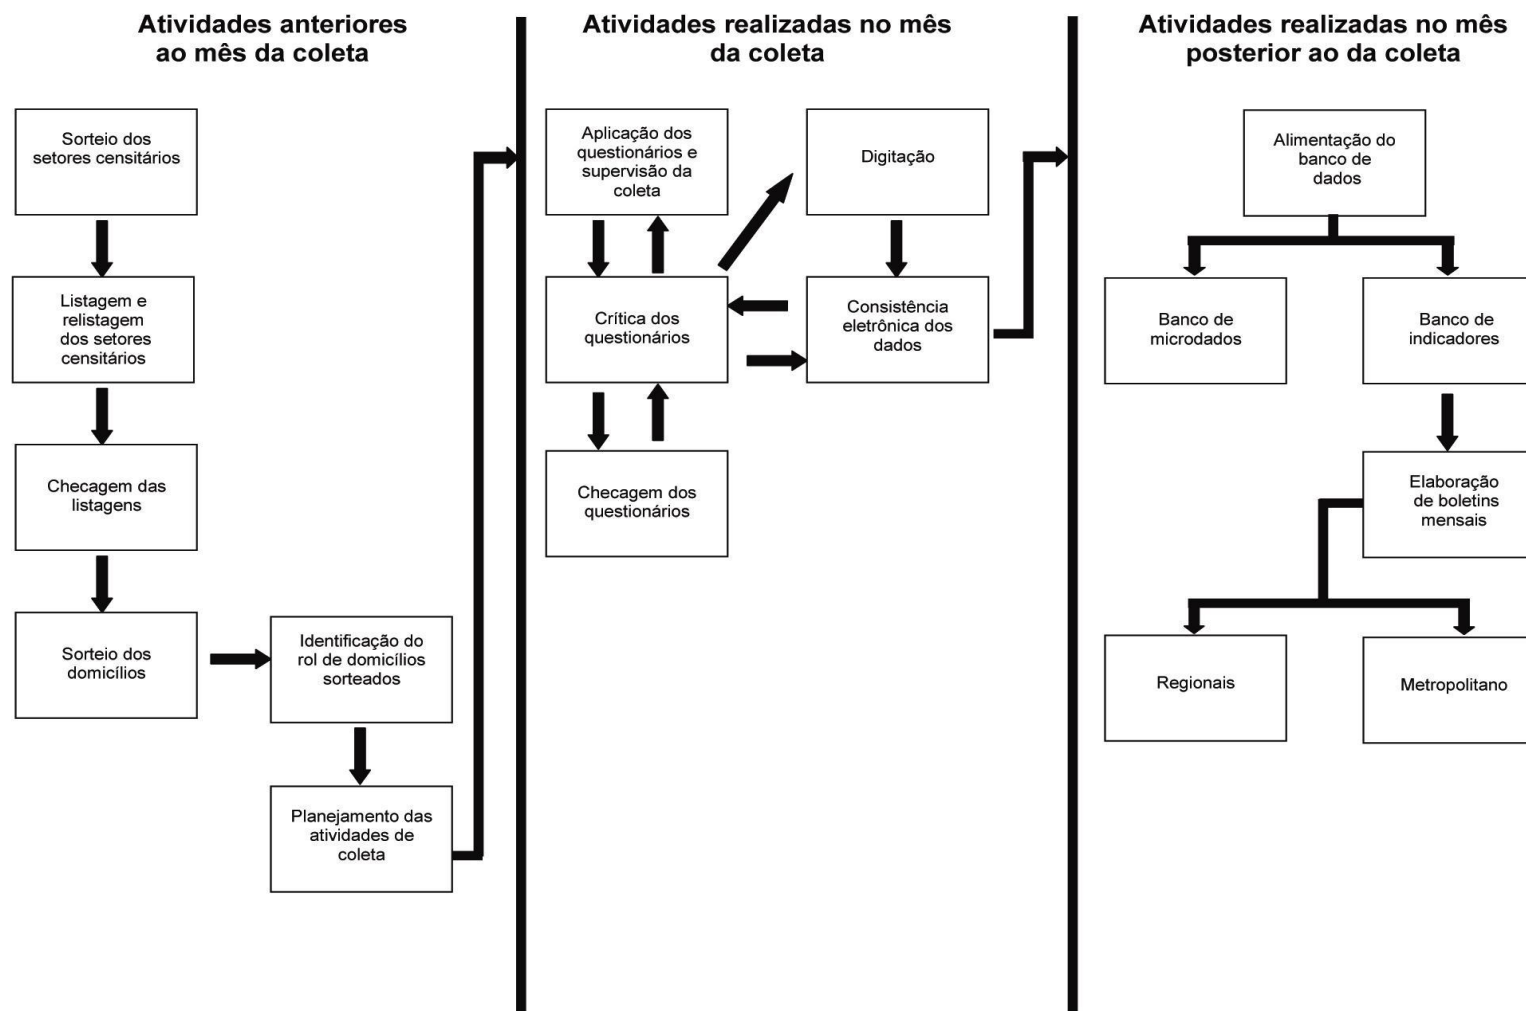 Atividades anteriores
ao mês da coleta
Sorteio dos
setores censitários
Listagem e
relistagem
dos setores
censitários
Checagem das
listagens
Sorteio dos
domicílios
Identificação do
rol de domicílios
sorteados
Planejamento das
atividades de
coleta
Atividades realizadas no mês
da coleta
Aplicação dos
questionários e
supervisão da
coleta
Digitação
Crítica dos
questionários
Consistência
eletrônica dos
dados
Checagem dos
questionários
Atividades realizadas no mês
posterior ao da coleta
Alimentação do
banco de
dados
Banco de
microdados
Banco de
indicadores
Elaboração
de boletins
mensais
Regionais
Metropolitano